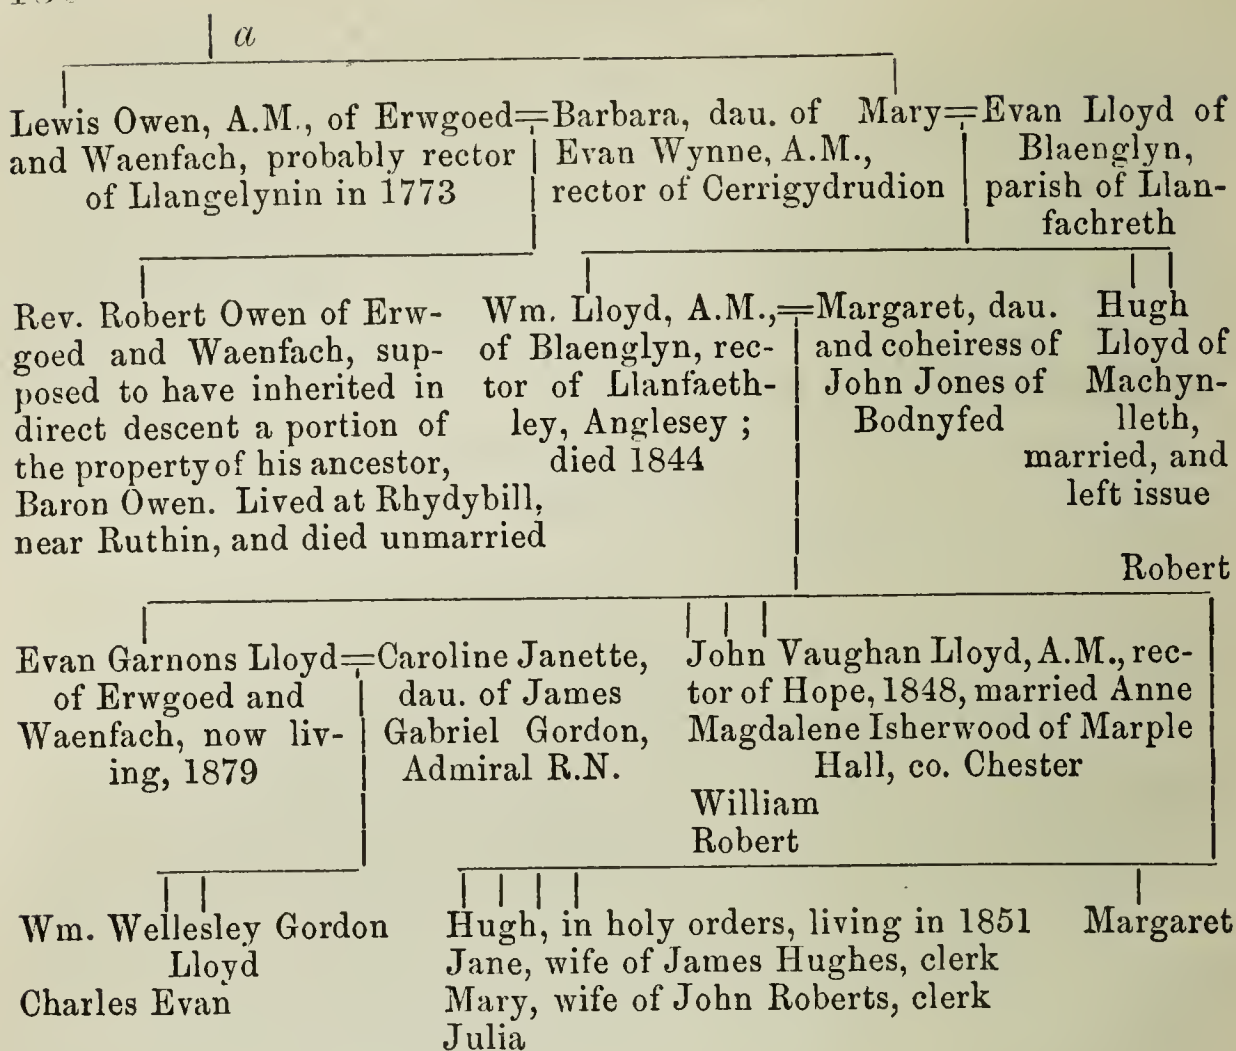 a
Lewis Owen, A.M., of Erwgoed
and Waenfach, probably rector
of Llangelynin in 1773
Barbara, dau. of
Evan Wynne, A.M.,
rector of Cerrigydrudion
Mary
Evan Lloyd of
Blaenglyn,
parish of Llan-
fachreth
Rev. Robert Owen of Erw-
goed and Waenfach, sup-
posed to have inherited in
direct descent a portion of
the property of his ancestor,
Baron Owen. Lived at Rhydybill,
near Ruthin, and died unmarried
Wm. Lloyd, A.M.,
of Blaenglyn, rec-
tor of Llanfaeth-
ley, Anglesey ;
died 1844
Margaret, dau.
and coheiress of
John Jones of
Bodnyfed
Hugh
Lloyd of
Machyn-
lleth,
married, and
left issue
Robert
Evan Garnons Lloyd
of Erwgoed and
Waenfach, now liv-
ing, 1879
Caroline Janette,
dau. of James
Gabriel Gordon,
Admiral R.N.
John Vaughan Lloyd, A.M., rec-
tor of Hope, 1848, married Anne
Magdalene Isherwood of Marple
Hall, co. Chester
William
Robert
Wm. Wellesley Gordon
Lloyd
Charles Evan
Hugh, in holy orders, living in 1851
Jane, wife of James Hughes, clerk
Mary, wife of John Roberts, clerk
Julia
Margaret